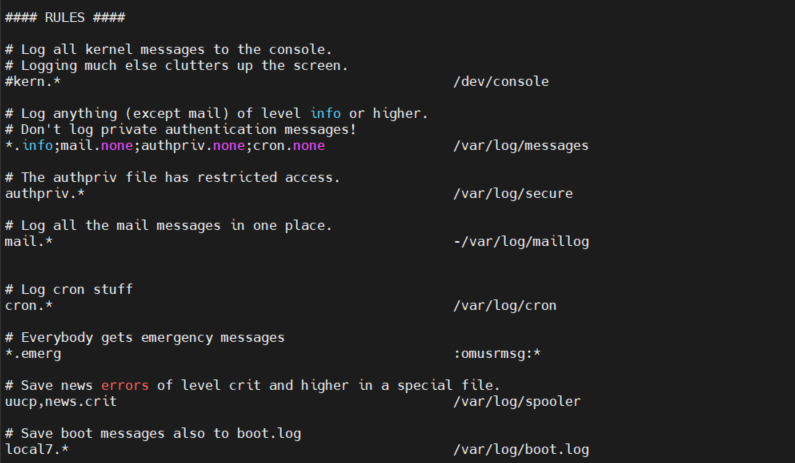 #### RULES ####
# Log all kernel messages to the console.
# Logging much else clutters up the screen.
#kern.* /dev/console
# Log anything (except mail) of level info or higher.
# Don't log private authentication messages!
*.info;mail.none;authpriv.none;cron.none /var/log/messages
# The authpriv file has restricted access.
authpriv.* /var/log/secure
# Log all the mail messages in one place.
mail.* -/var/log/maillog
# Log cron stuff
cron.* /var/log/cron
# Everybody gets emergency messages
*.emerg :omusrmsg:*
# Save news errors of level crit and higher in a special file.
uucp,news.crit /var/log/spooler
# Save boot messages also to boot.log
local7.* /var/log/boot.log